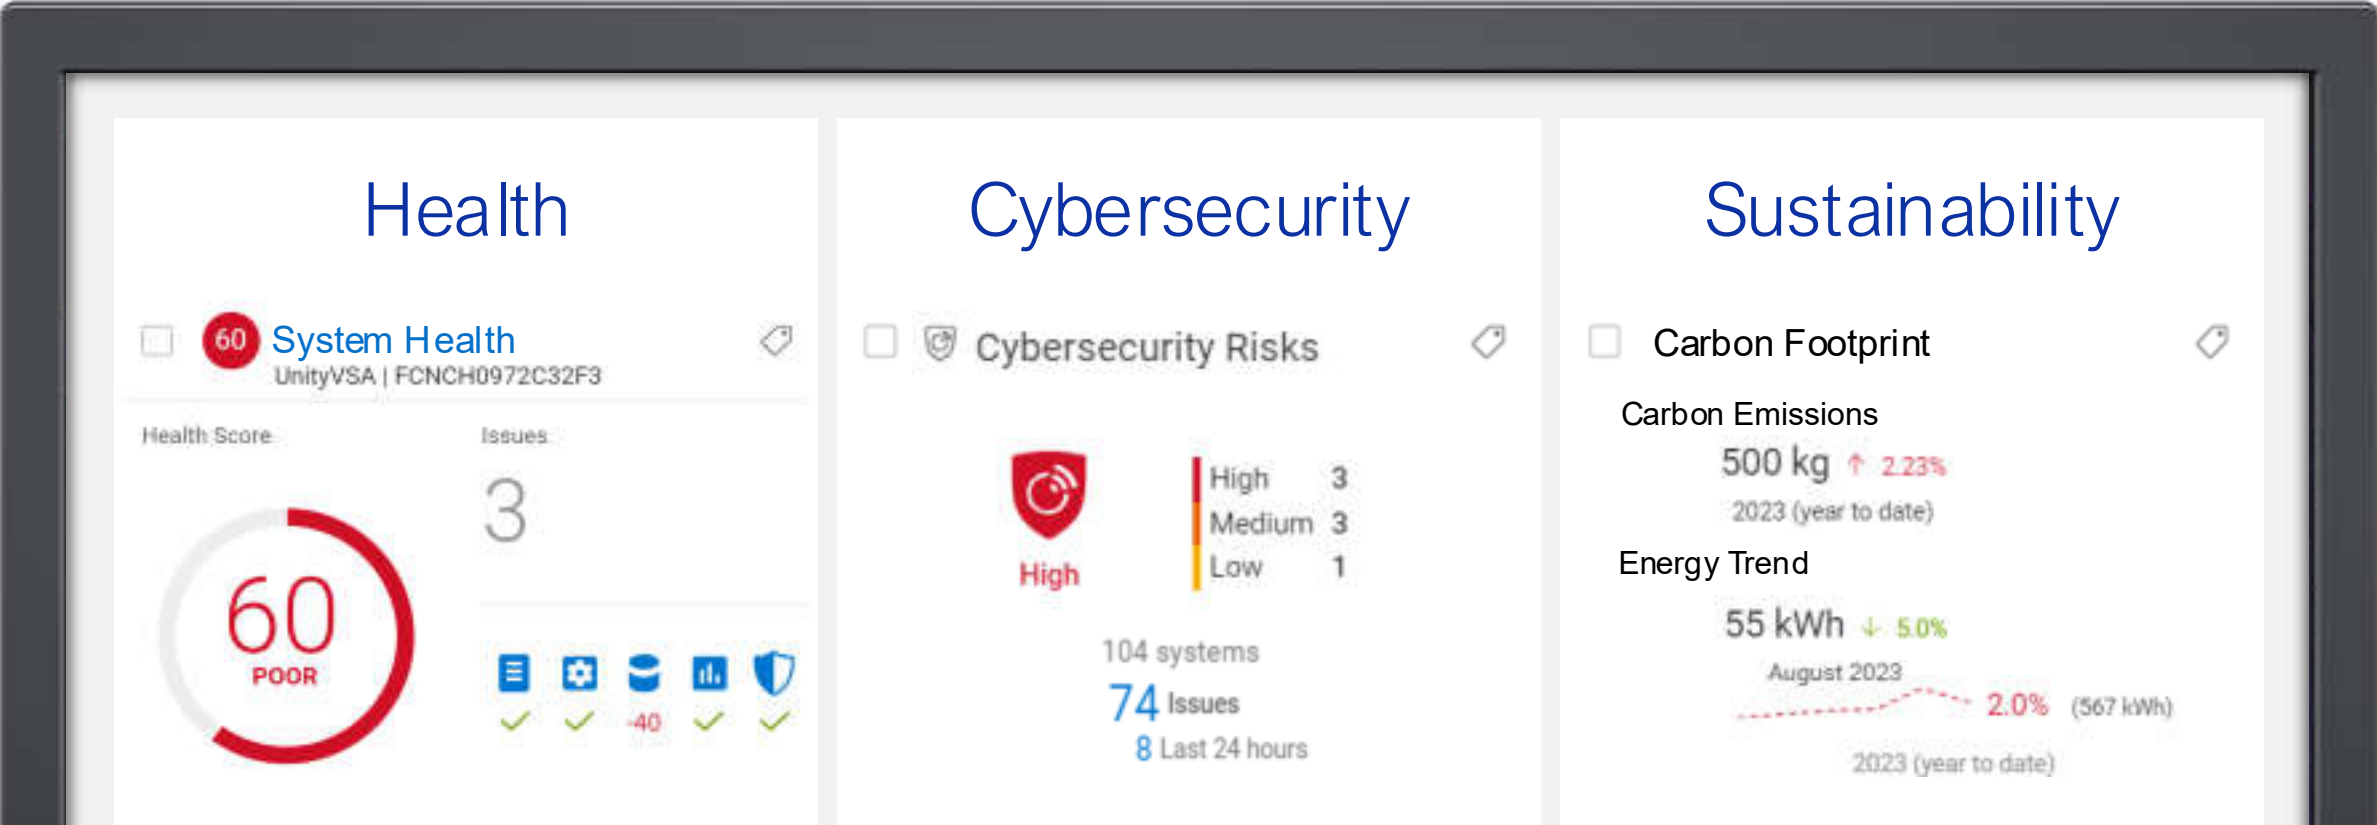 Health
60 System Health
UnityVSA | FCNCH0972C32F3
Health Score
Issues
3
60
POOR
-40
Cybersecurity
Cybersecurity Risks
High
High 3
Medium 3
Low 1
104 systems
74 Issues
8 Last 24 hours
Sustainability
Carbon Footprint
Carbon Emissions
500 kg ↑ 2.23%
2023 (year to date)
Energy Trend
55 kWh ↓ 5.0%
August 2023
2.0% (567 kWh)
2023 (year to date)